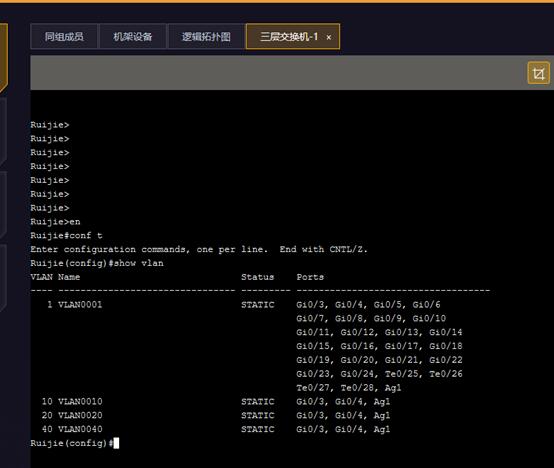 同组成员 机架设备 逻辑拓扑图 三层交换机-1 ×
Ruijie>
Ruijie>
Ruijie>
Ruijie>
Ruijie>
Ruijie>
Ruijie>
Ruijie>en
Ruijie#conf t
Enter configuration commands, one per line.  End with CNTL/Z.
Ruijie(config)#show vlan
VLAN Name                             Status    Ports
---- -------------------------------- --------- -----------------------------------
   1 VLAN0001                         STATIC    Gi0/3, Gi0/4, Gi0/5, Gi0/6
                                                Gi0/7, Gi0/8, Gi0/9, Gi0/10
                                                Gi0/11, Gi0/12, Gi0/13, Gi0/14
                                                Gi0/15, Gi0/16, Gi0/17, Gi0/18
                                                Gi0/19, Gi0/20, Gi0/21, Gi0/22
                                                Gi0/23, Gi0/24, Te0/25, Te0/26
                                                Te0/27, Te0/28, Ag1
  10 VLAN0010                         STATIC    Gi0/3, Gi0/4, Ag1
  20 VLAN0020                         STATIC    Gi0/3, Gi0/4, Ag1
  40 VLAN0040                         STATIC    Gi0/3, Gi0/4, Ag1
Ruijie(config)#